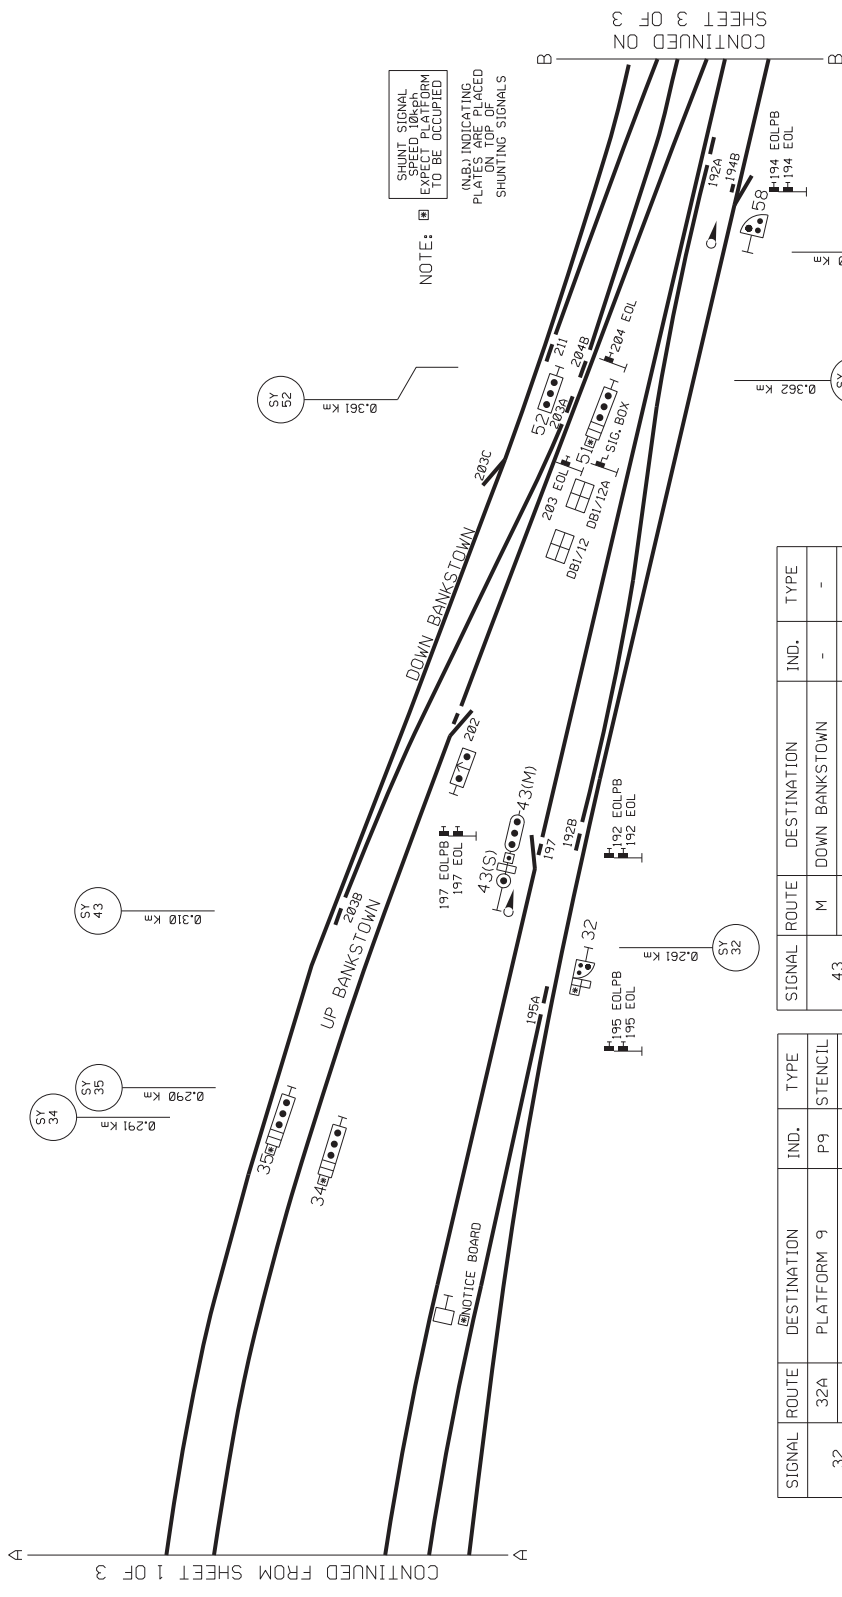 CONTINUED ON
SHEET 3 OF 3
B
B
NOTE: *
SHUNT SIGNAL
SPEED 10kph
EXPECT PLATFORM
TO BE OCCUPIED
(N.B.) INDICATING
PLATES ARE PLACED
ON TOP OF
SHUNTING SIGNALS
192A
194B
194 EOLPB
194 EOL
58
SY
52
0.361 Km
0.362 Km
211
204B
204 EOL
52
203A
51
SIG. BOX
203C
203 EOL
DB1/12A
DB1/12
DOWN BANKSTOWN
202
197 EOLPB
197 EOL
43(S)
43(M)
197
192B
192 EOLPB
192 EOL
SY
43
0.310 Km
203B
UP BANKSTOWN
32
SY
32
0.261 Km
195A
195 EOLPB
195 EOL
SY
34
0.291 Km
SY
35
0.290 Km
35*
34*
*NOTICE BOARD
SIGNAL ROUTE DESTINATION IND. TYPE
43 M DOWN BANKSTOWN - -
SIGNAL ROUTE DESTINATION IND. TYPE
32 32A PLATFORM 9 P9 STENCIL
A
A
CONTINUED FROM SHEET 1 OF 3